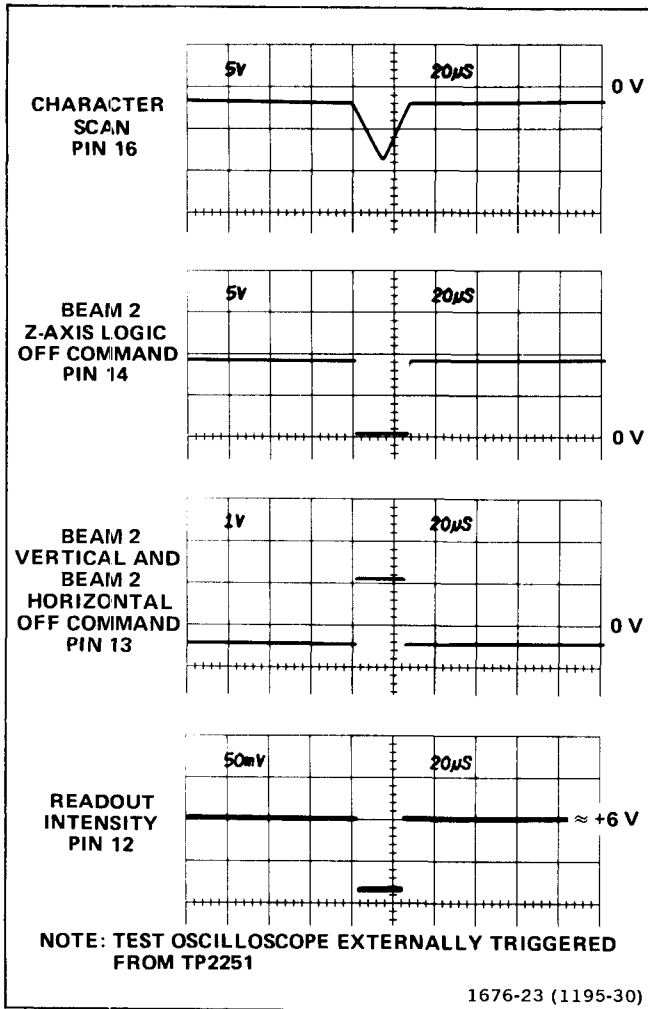 5V 20µS 0 V
CHARACTER
SCAN
PIN 16
5V 20µS
BEAM 2
Z-AXIS LOGIC
OFF COMMAND
PIN 14
0 V
1V 20µS
BEAM 2
VERTICAL AND
BEAM 2
HORIZONTAL
OFF COMMAND
PIN 13
0 V
50mV 20µS
READOUT
INTENSITY
PIN 12
≈ +6 V
NOTE: TEST OSCILLOSCOPE EXTERNALLY TRIGGERED
FROM TP2251
1676-23 (1195-30)